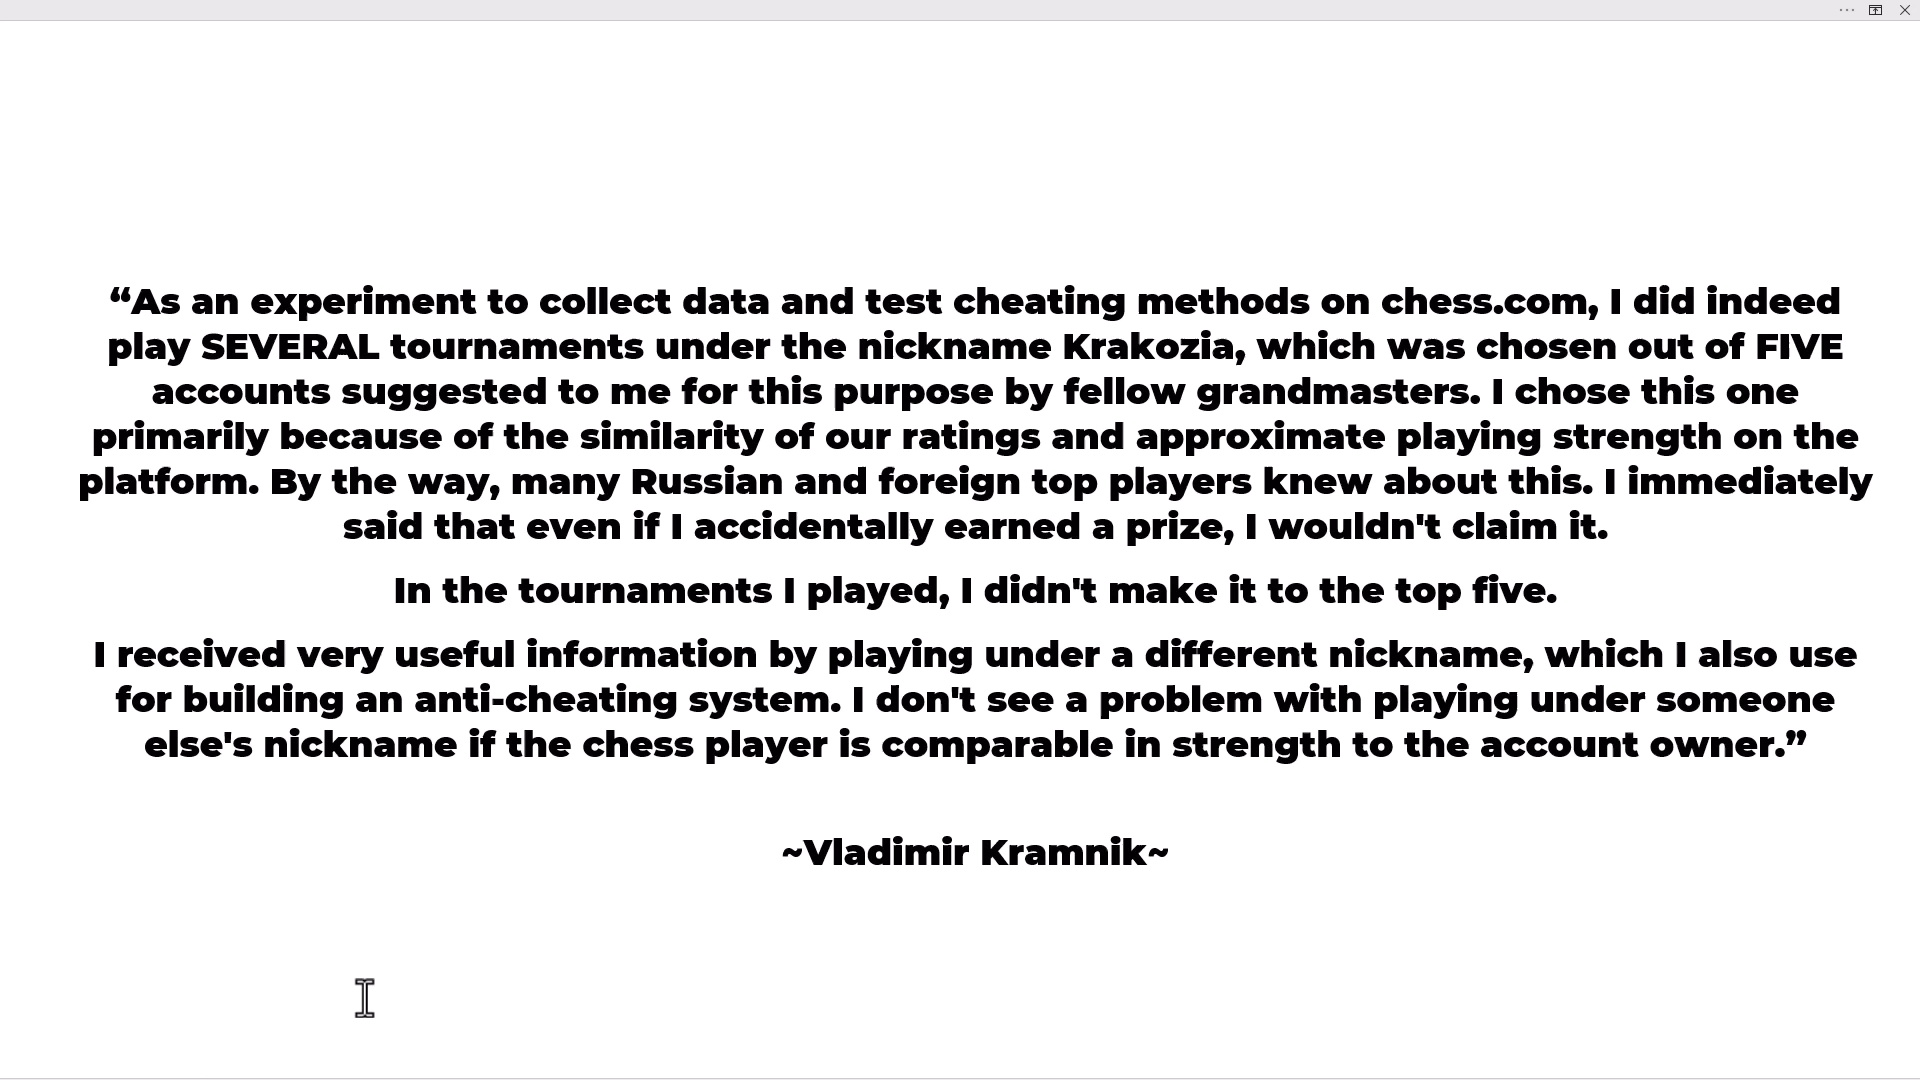 “As an experiment to collect data and test cheating methods on chess.com, I did indeed
play SEVERAL tournaments under the nickname Krakozia, which was chosen out of FIVE
accounts suggested to me for this purpose by fellow grandmasters. I chose this one
primarily because of the similarity of our ratings and approximate playing strength on the
platform. By the way, many Russian and foreign top players knew about this. I immediately
said that even if I accidentally earned a prize, I wouldn't claim it.
In the tournaments I played, I didn't make it to the top five.
I received very useful information by playing under a different nickname, which I also use
for building an anti-cheating system. I don't see a problem with playing under someone
else's nickname if the chess player is comparable in strength to the account owner.”
~Vladimir Kramnik~